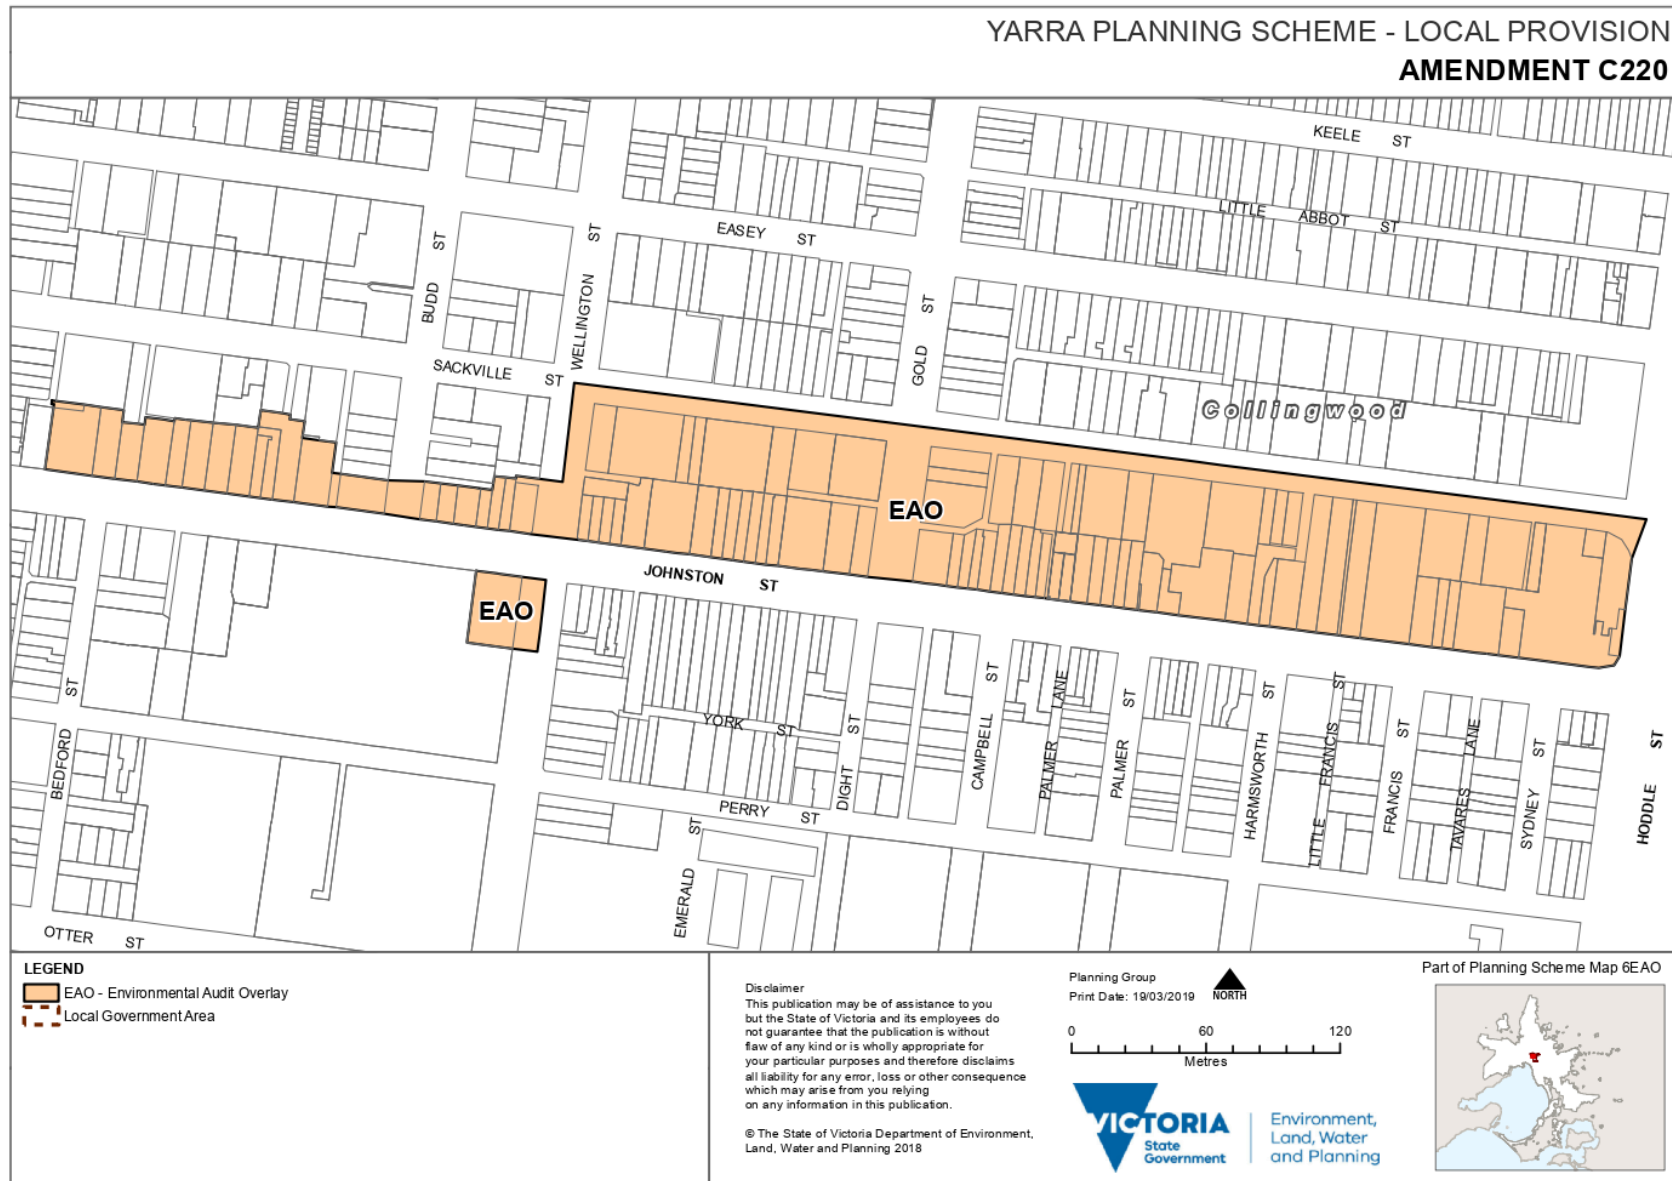 YARRA PLANNING SCHEME - LOCAL PROVISION
AMENDMENT C220
KEELE ST
LITTLE ABBOT ST
EASEY ST
BUDD ST
WELLINGTON ST
GOLD ST
SACKVILLE ST
Collingwood
EAO
JOHNSTON ST
EAO
BEDFORD ST
YORK ST
PERRY ST
DIGHT ST
CAMPBELL ST
PALMER LANE
PALMER ST
HARMSWORTH ST
LITTLE FRANCIS ST
FRANCIS ST
TAVARES LANE
SYDNEY ST
HODDLE ST
EMERALD ST
OTTER ST
LEGEND
EAO - Environmental Audit Overlay
Local Government Area
Disclaimer
This publication may be of assistance to you
but the State of Victoria and its employees do
not guarantee that the publication is without
flaw of any kind or is wholly appropriate for
your particular purposes and therefore disclaims
all liability for any error, loss or other consequence
which may arise from you relying
on any information in this publication.
© The State of Victoria Department of Environment,
Land, Water and Planning 2018
Planning Group
Print Date: 19/03/2019
NORTH
0 60 120
Metres
VICTORIA
State
Government
Environment,
Land, Water
and Planning
Part of Planning Scheme Map 6EAO